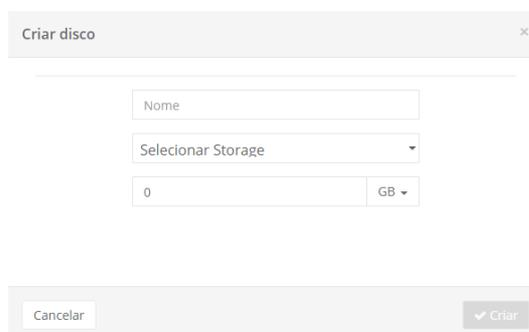 Criar disco ×
Nome
Selecionar Storage
0 GB
Cancelar Criar